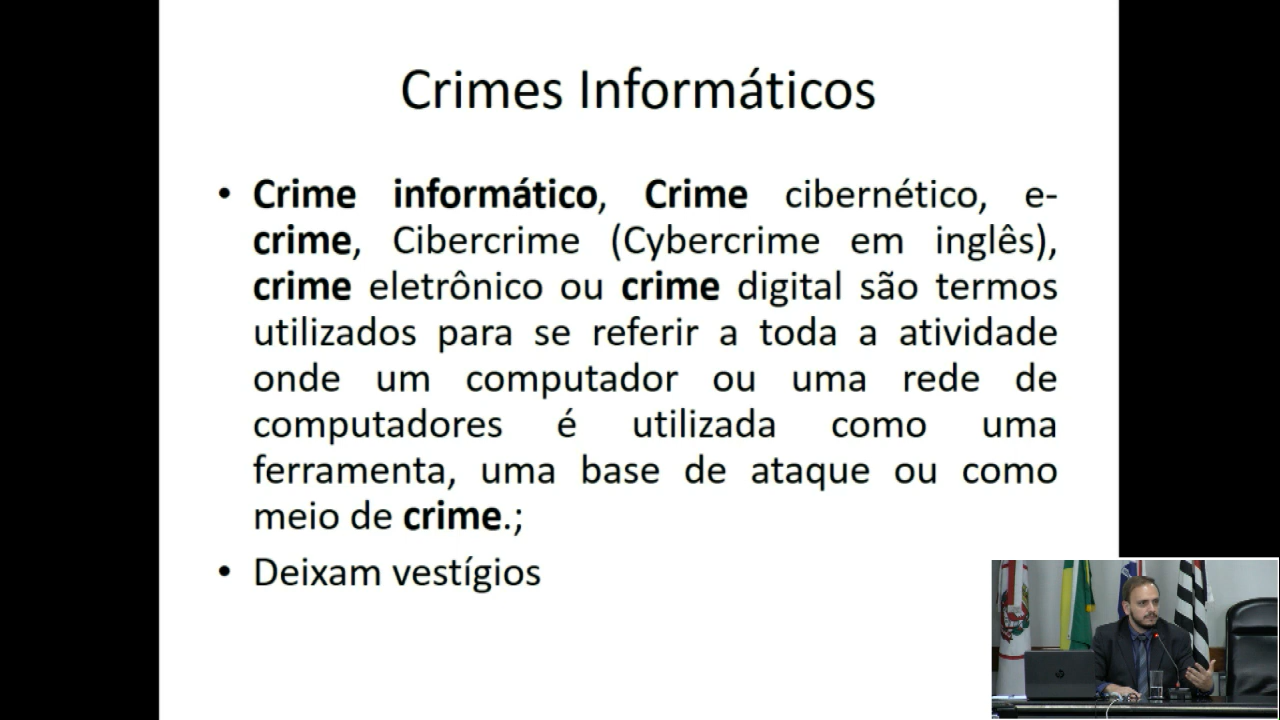 Crimes Informáticos
• Crime informático, Crime cibernético, e-
crime, Cibercrime (Cybercrime em inglês),
crime eletrônico ou crime digital são termos
utilizados para se referir a toda a atividade
onde um computador ou uma rede de
computadores é utilizada como uma
ferramenta, uma base de ataque ou como
meio de crime.;
• Deixam vestígios